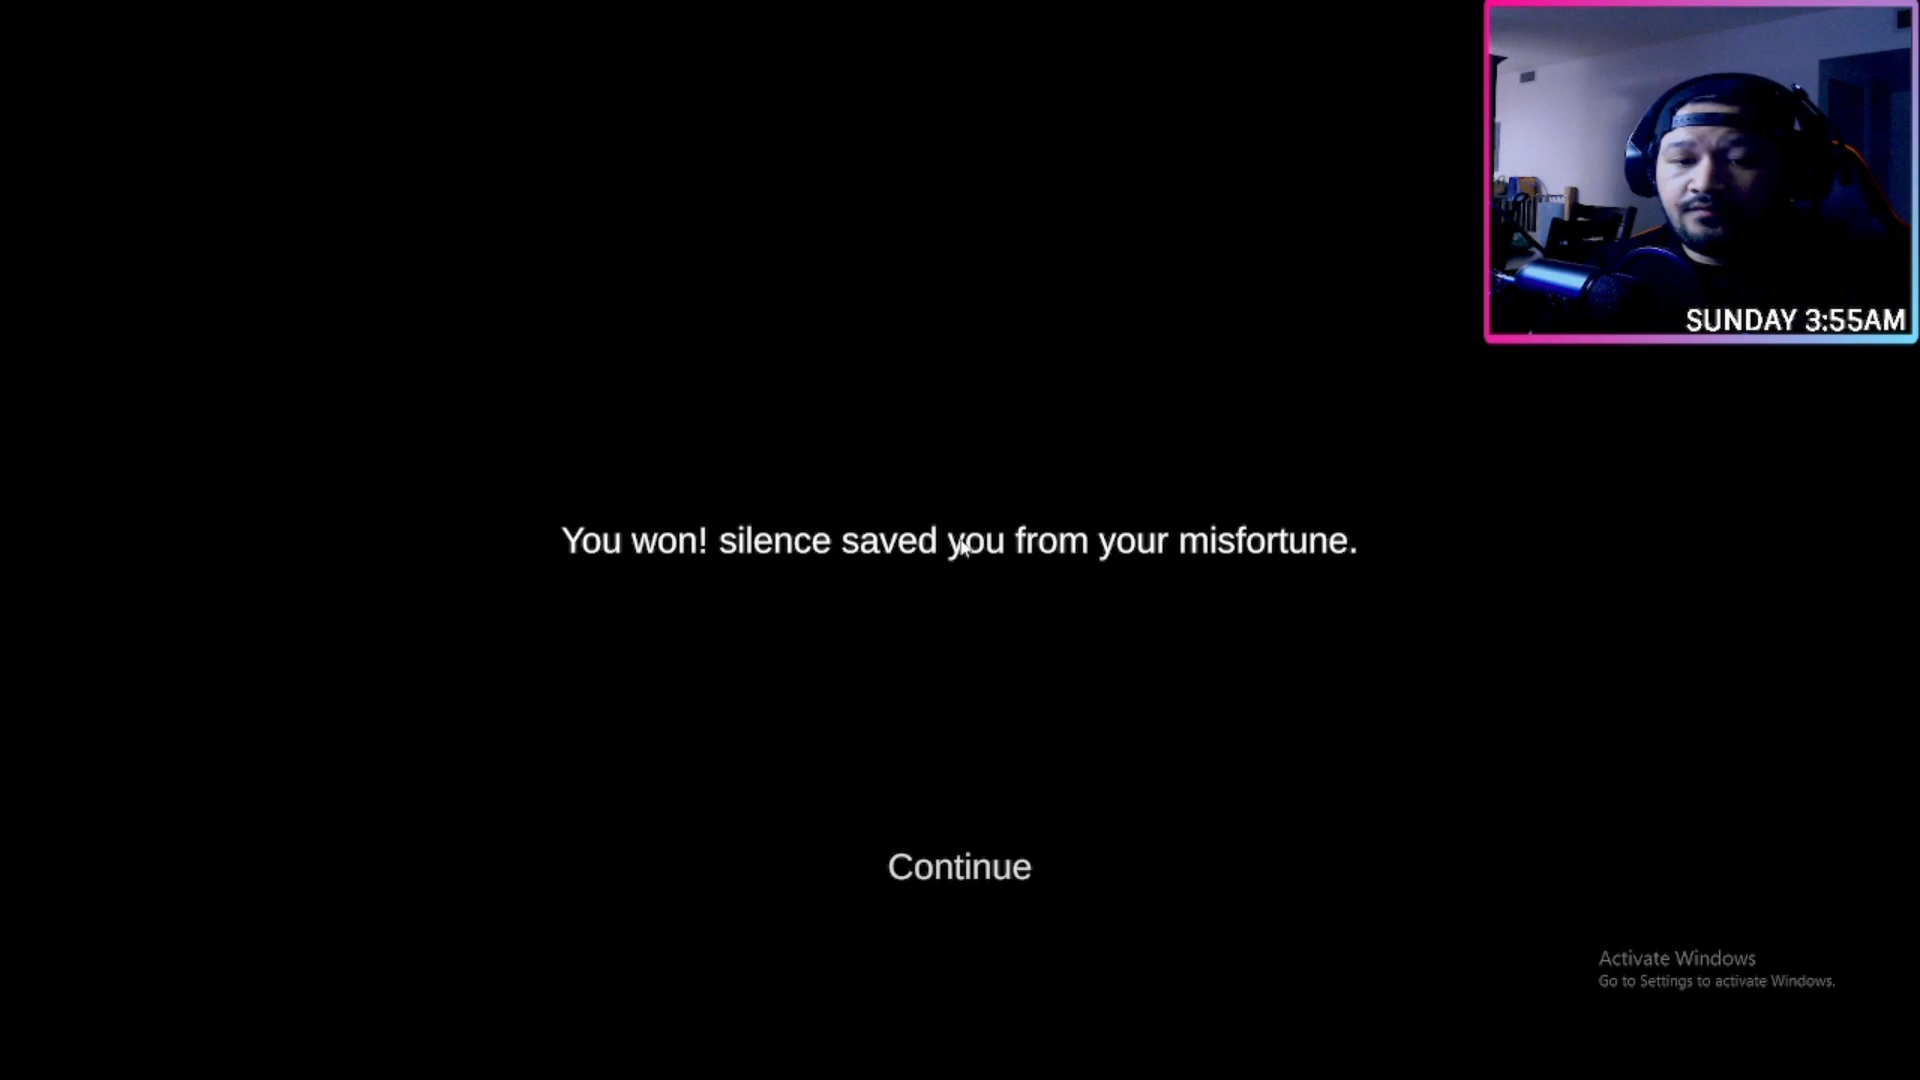 SUNDAY 3:55AM
You won! silence saved you from your misfortune.
Continue
Activate Windows
Go to Settings to activate Windows.